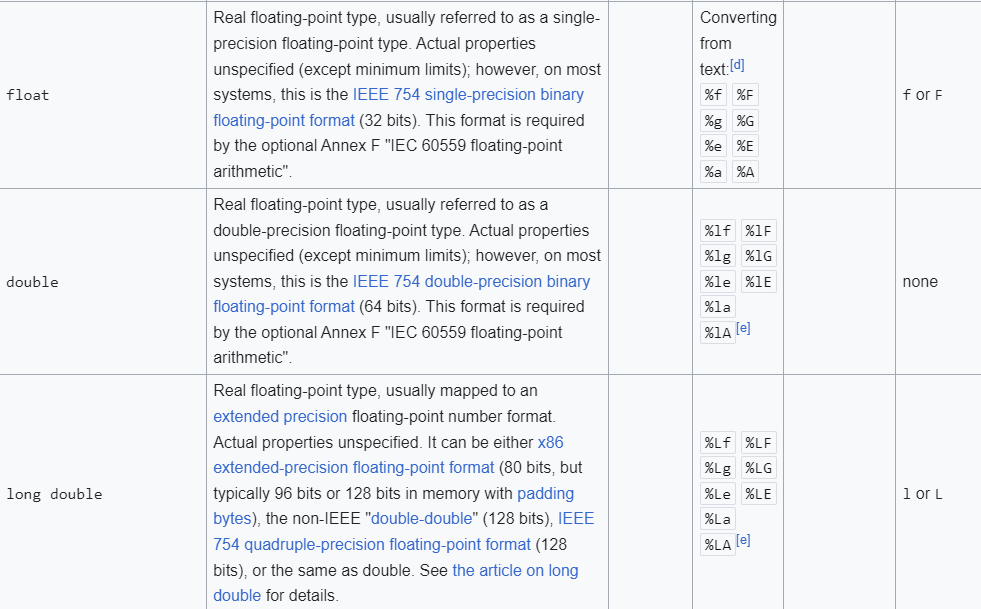 float
Real floating-point type, usually referred to as a single-
precision floating-point type. Actual properties
unspecified (except minimum limits); however, on most
systems, this is the IEEE 754 single-precision binary
floating-point format (32 bits). This format is required
by the optional Annex F "IEC 60559 floating-point
arithmetic".
Converting
from
text:[d]
%f %F
%g %G
%e %E
%a %A
f or F
double
Real floating-point type, usually referred to as a
double-precision floating-point type. Actual properties
unspecified (except minimum limits); however, on most
systems, this is the IEEE 754 double-precision binary
floating-point format (64 bits). This format is required
by the optional Annex F "IEC 60559 floating-point
arithmetic".
%lf %lF
%lg %lG
%le %lE
%la
%lA[e]
none
long double
Real floating-point type, usually mapped to an
extended precision floating-point number format.
Actual properties unspecified. It can be either x86
extended-precision floating-point format (80 bits, but
typically 96 bits or 128 bits in memory with padding
bytes), the non-IEEE "double-double" (128 bits), IEEE
754 quadruple-precision floating-point format (128
bits), or the same as double. See the article on long
double for details.
%Lf %LF
%Lg %LG
%Le %LE
%La
%LA[e]
l or L